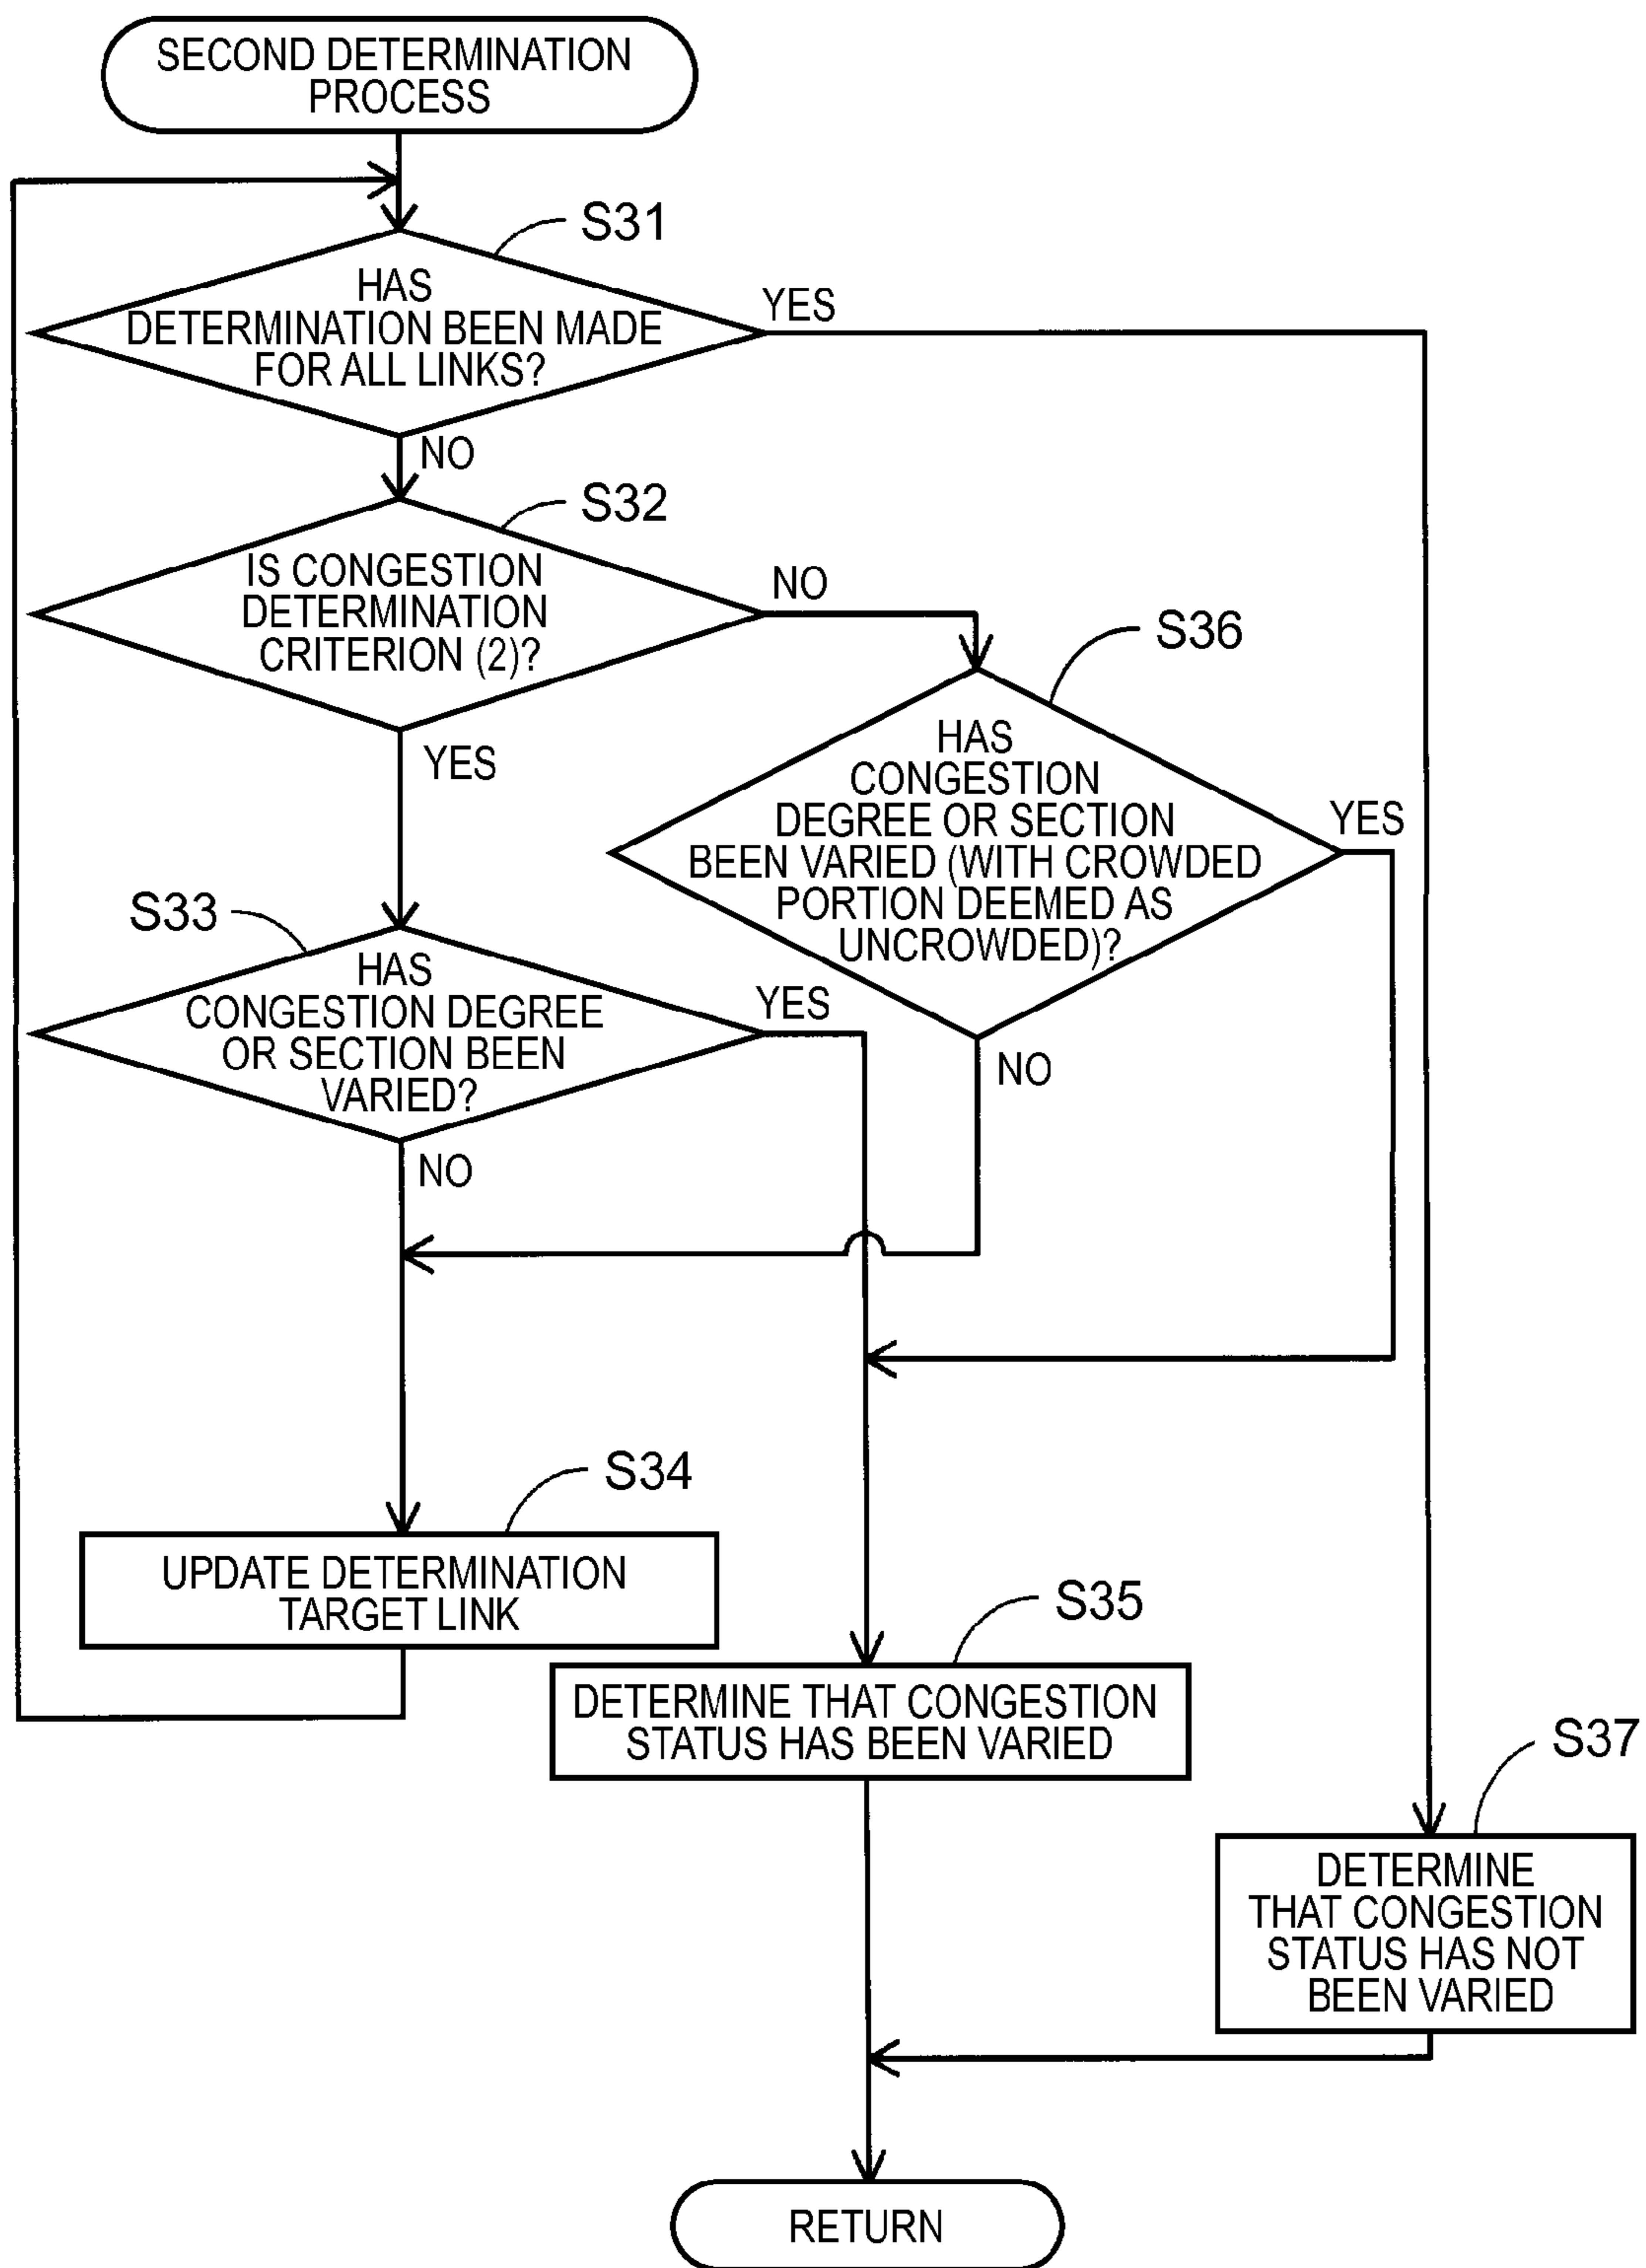 SECOND DETERMINATION
PROCESS
S31
HAS
DETERMINATION BEEN MADE
FOR ALL LINKS?
YES
NO
S32
IS CONGESTION
DETERMINATION
CRITERION (2)?
NO
YES
S36
HAS
CONGESTION
DEGREE OR SECTION
BEEN VARIED (WITH CROWDED
PORTION DEEMED AS
UNCROWDED)?
YES
NO
S33
HAS
CONGESTION DEGREE
OR SECTION BEEN
VARIED?
YES
NO
S34
UPDATE DETERMINATION
TARGET LINK
S35
DETERMINE THAT CONGESTION
STATUS HAS BEEN VARIED
S37
DETERMINE
THAT CONGESTION
STATUS HAS NOT
BEEN VARIED
RETURN